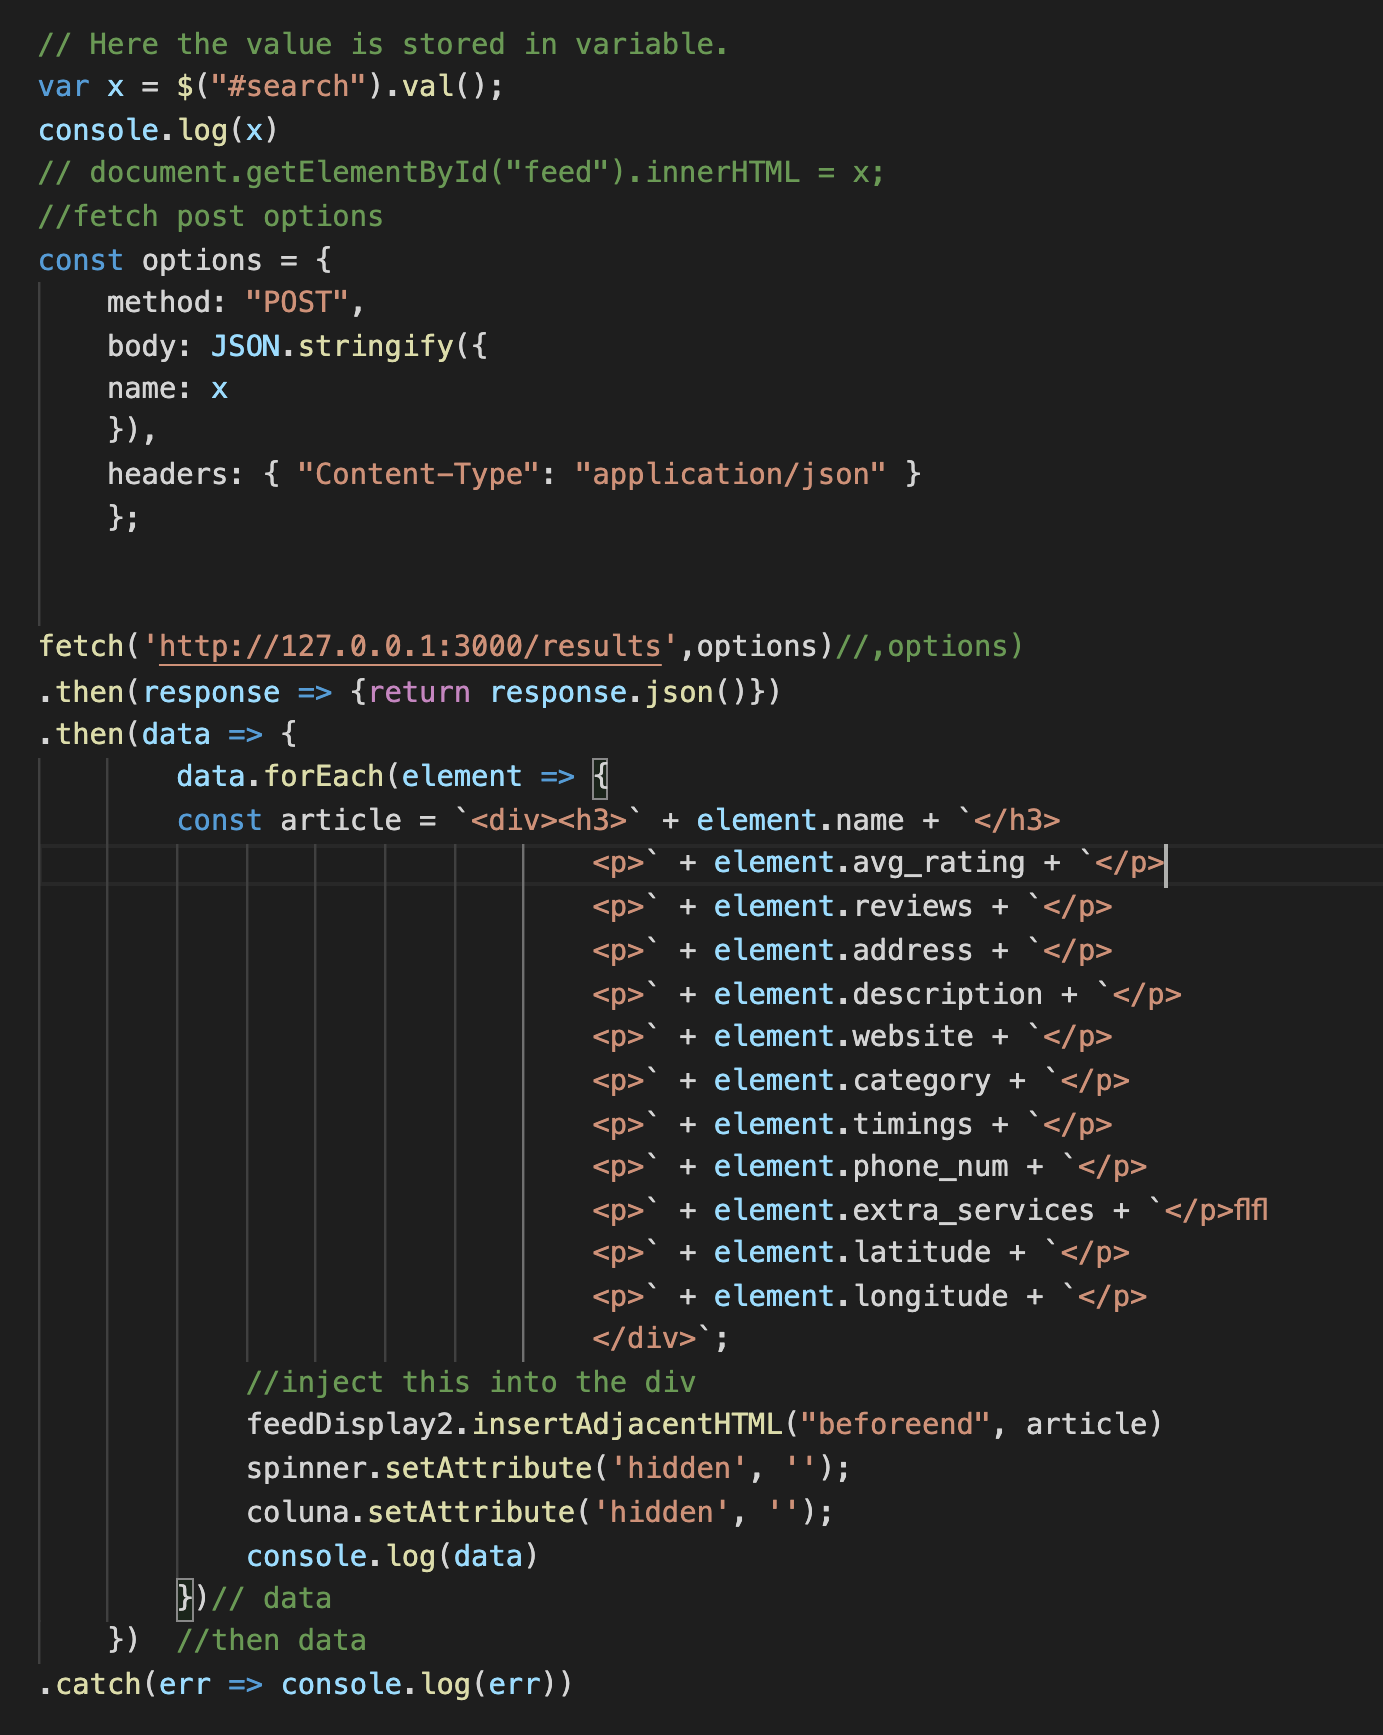 // Here the value is stored in variable.
var x = $("#search").val();
console.log(x)
// document.getElementById("feed").innerHTML = x;
//fetch post options
const options = {
    method: "POST",
    body: JSON.stringify({
    name: x
    }),
    headers: { "Content-Type": "application/json" }
    };
fetch('http://127.0.0.1:3000/results',options)//,options)
.then(response => {return response.json()})
.then(data => {
        data.forEach(element => {
        const article = `<div><h3>` + element.name + `</h3>
                                <p>` + element.avg_rating + `</p>
                                <p>` + element.reviews + `</p>
                                <p>` + element.address + `</p>
                                <p>` + element.description + `</p>
                                <p>` + element.website + `</p>
                                <p>` + element.category + `</p>
                                <p>` + element.timings + `</p>
                                <p>` + element.phone_num + `</p>
                                <p>` + element.extra_services + `</p>flfl
                                <p>` + element.latitude + `</p>
                                <p>` + element.longitude + `</p>
                                </div>`;
            //inject this into the div
            feedDisplay2.insertAdjacentHTML("beforeend", article)
            spinner.setAttribute('hidden', '');
            coluna.setAttribute('hidden', '');
            console.log(data)
        })// data
    })  //then data
.catch(err => console.log(err))